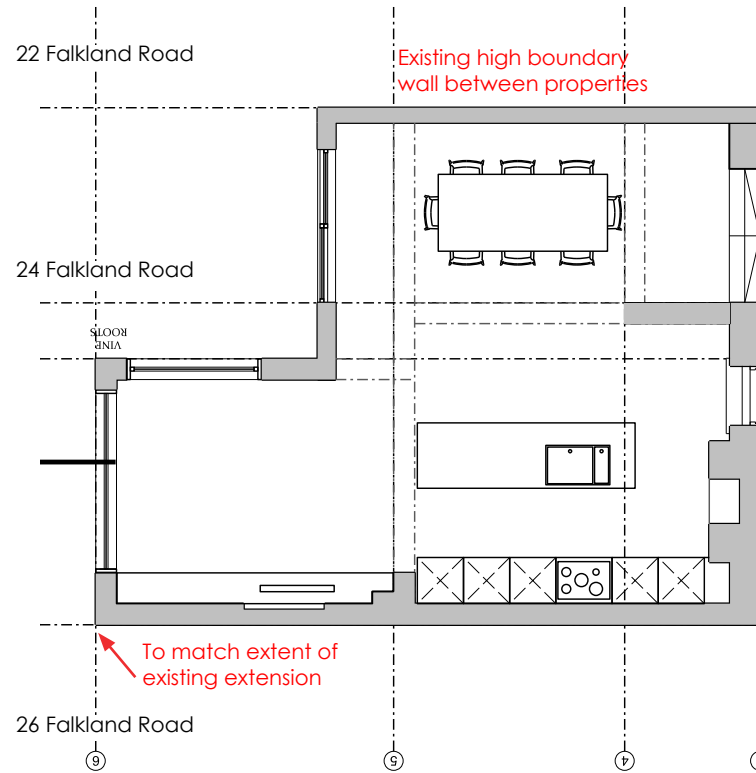 22 Falkland Road
Existing high boundary
wall between properties
24 Falkland Road
VINE
ROOTS
To match extent of
existing extension
26 Falkland Road
6
5
4